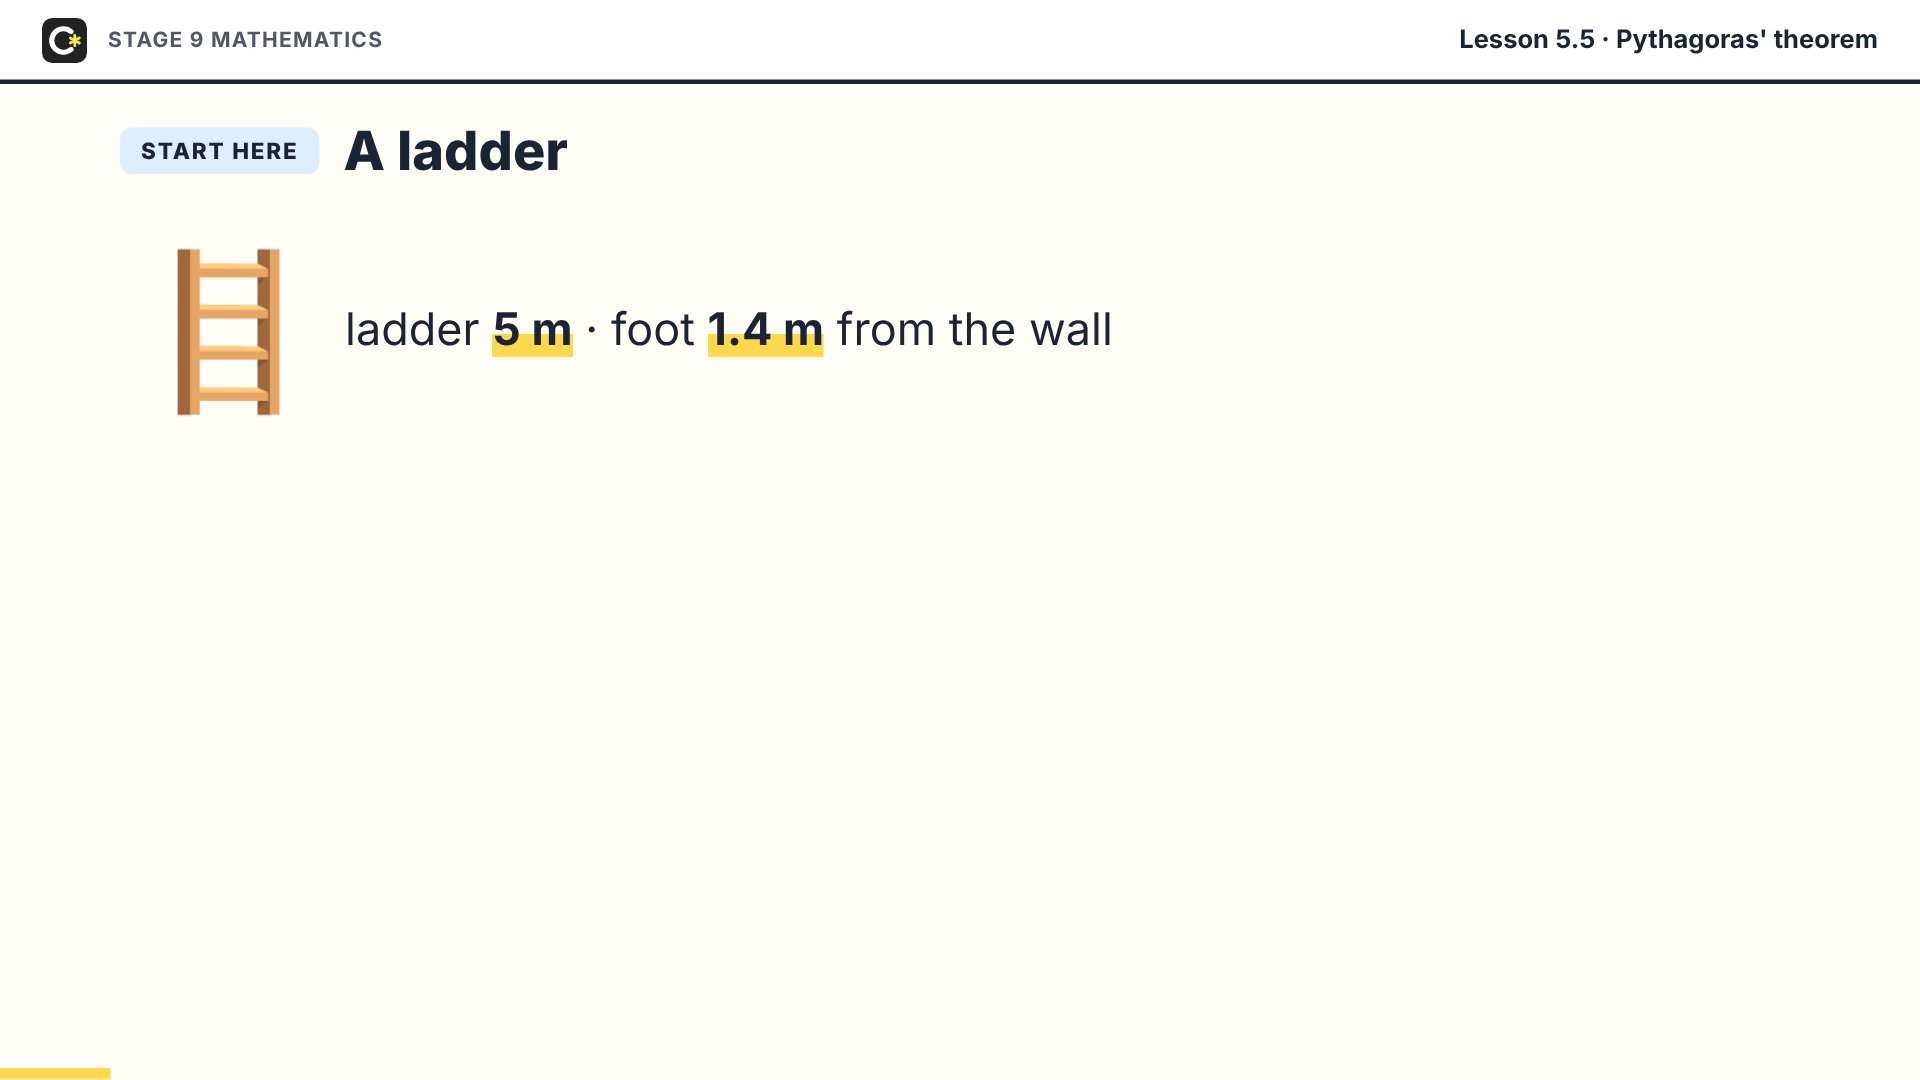 STAGE 9 MATHEMATICS
Lesson 5.5 · Pythagoras' theorem
START HERE
A ladder
ladder 5 m · foot 1.4 m from the wall